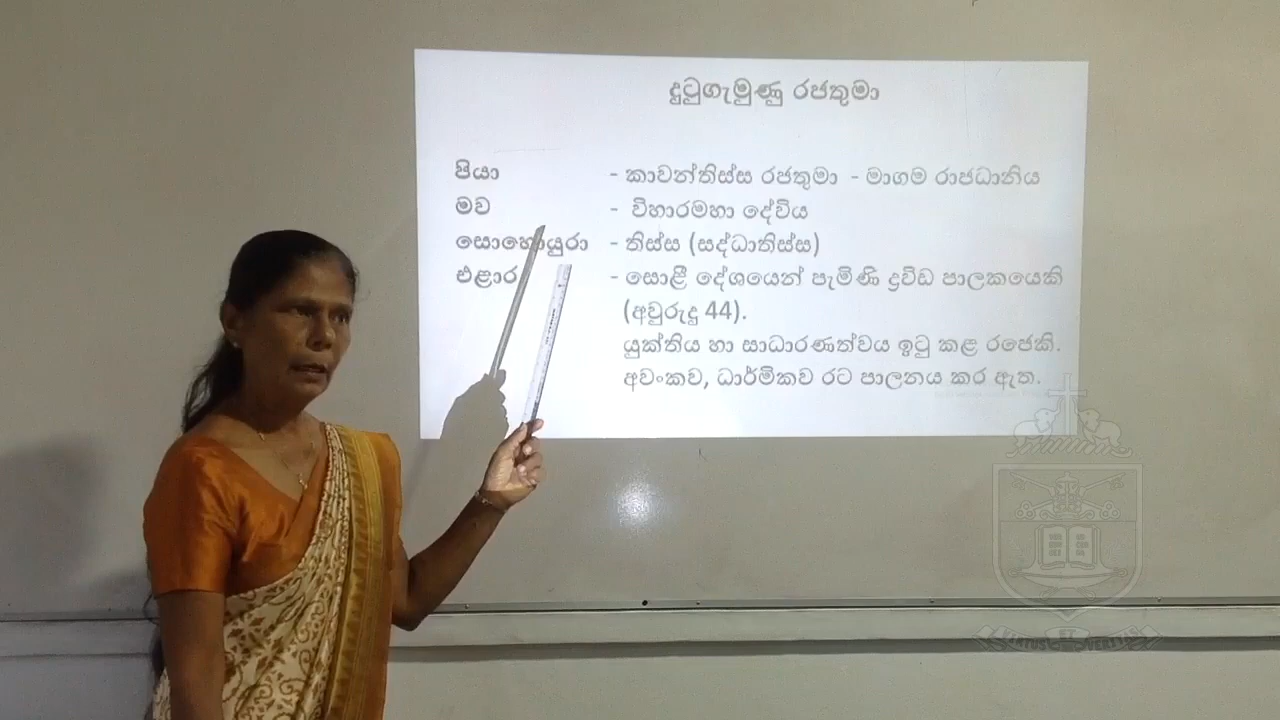 දුටුගැමුණු රජතුමා
පියා - කාවන්තිස්ස රජතුමා - මාගම රාජධානිය
මව - විහාරමහා දේවිය
සොහොයුරා - තිස්ස (සද්ධාතිස්ස)
එළාර - සොළී දේශයෙන් පැමිණි ද්‍රවිඩ පාලකයෙකි
(අවුරුදු 44).
යුක්තිය හා සාධාරණත්වය ඉටු කළ රජෙකි.
අවංකව, ධාර්මිකව රට පාලනය කර ඇත.